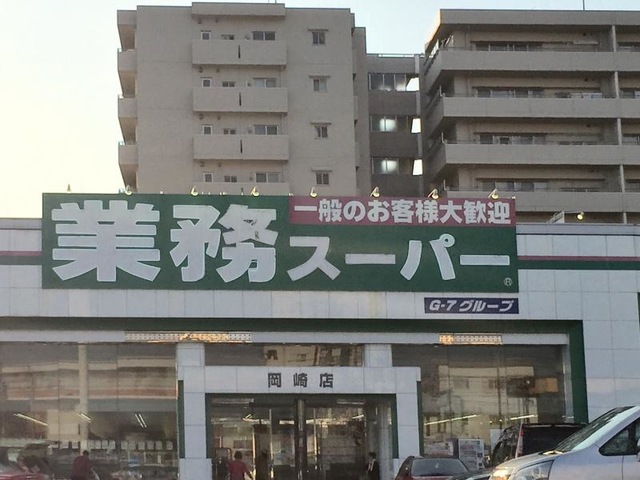 一般のお客様大歓迎
業務スーパー
®
G-7 グループ
岡崎店